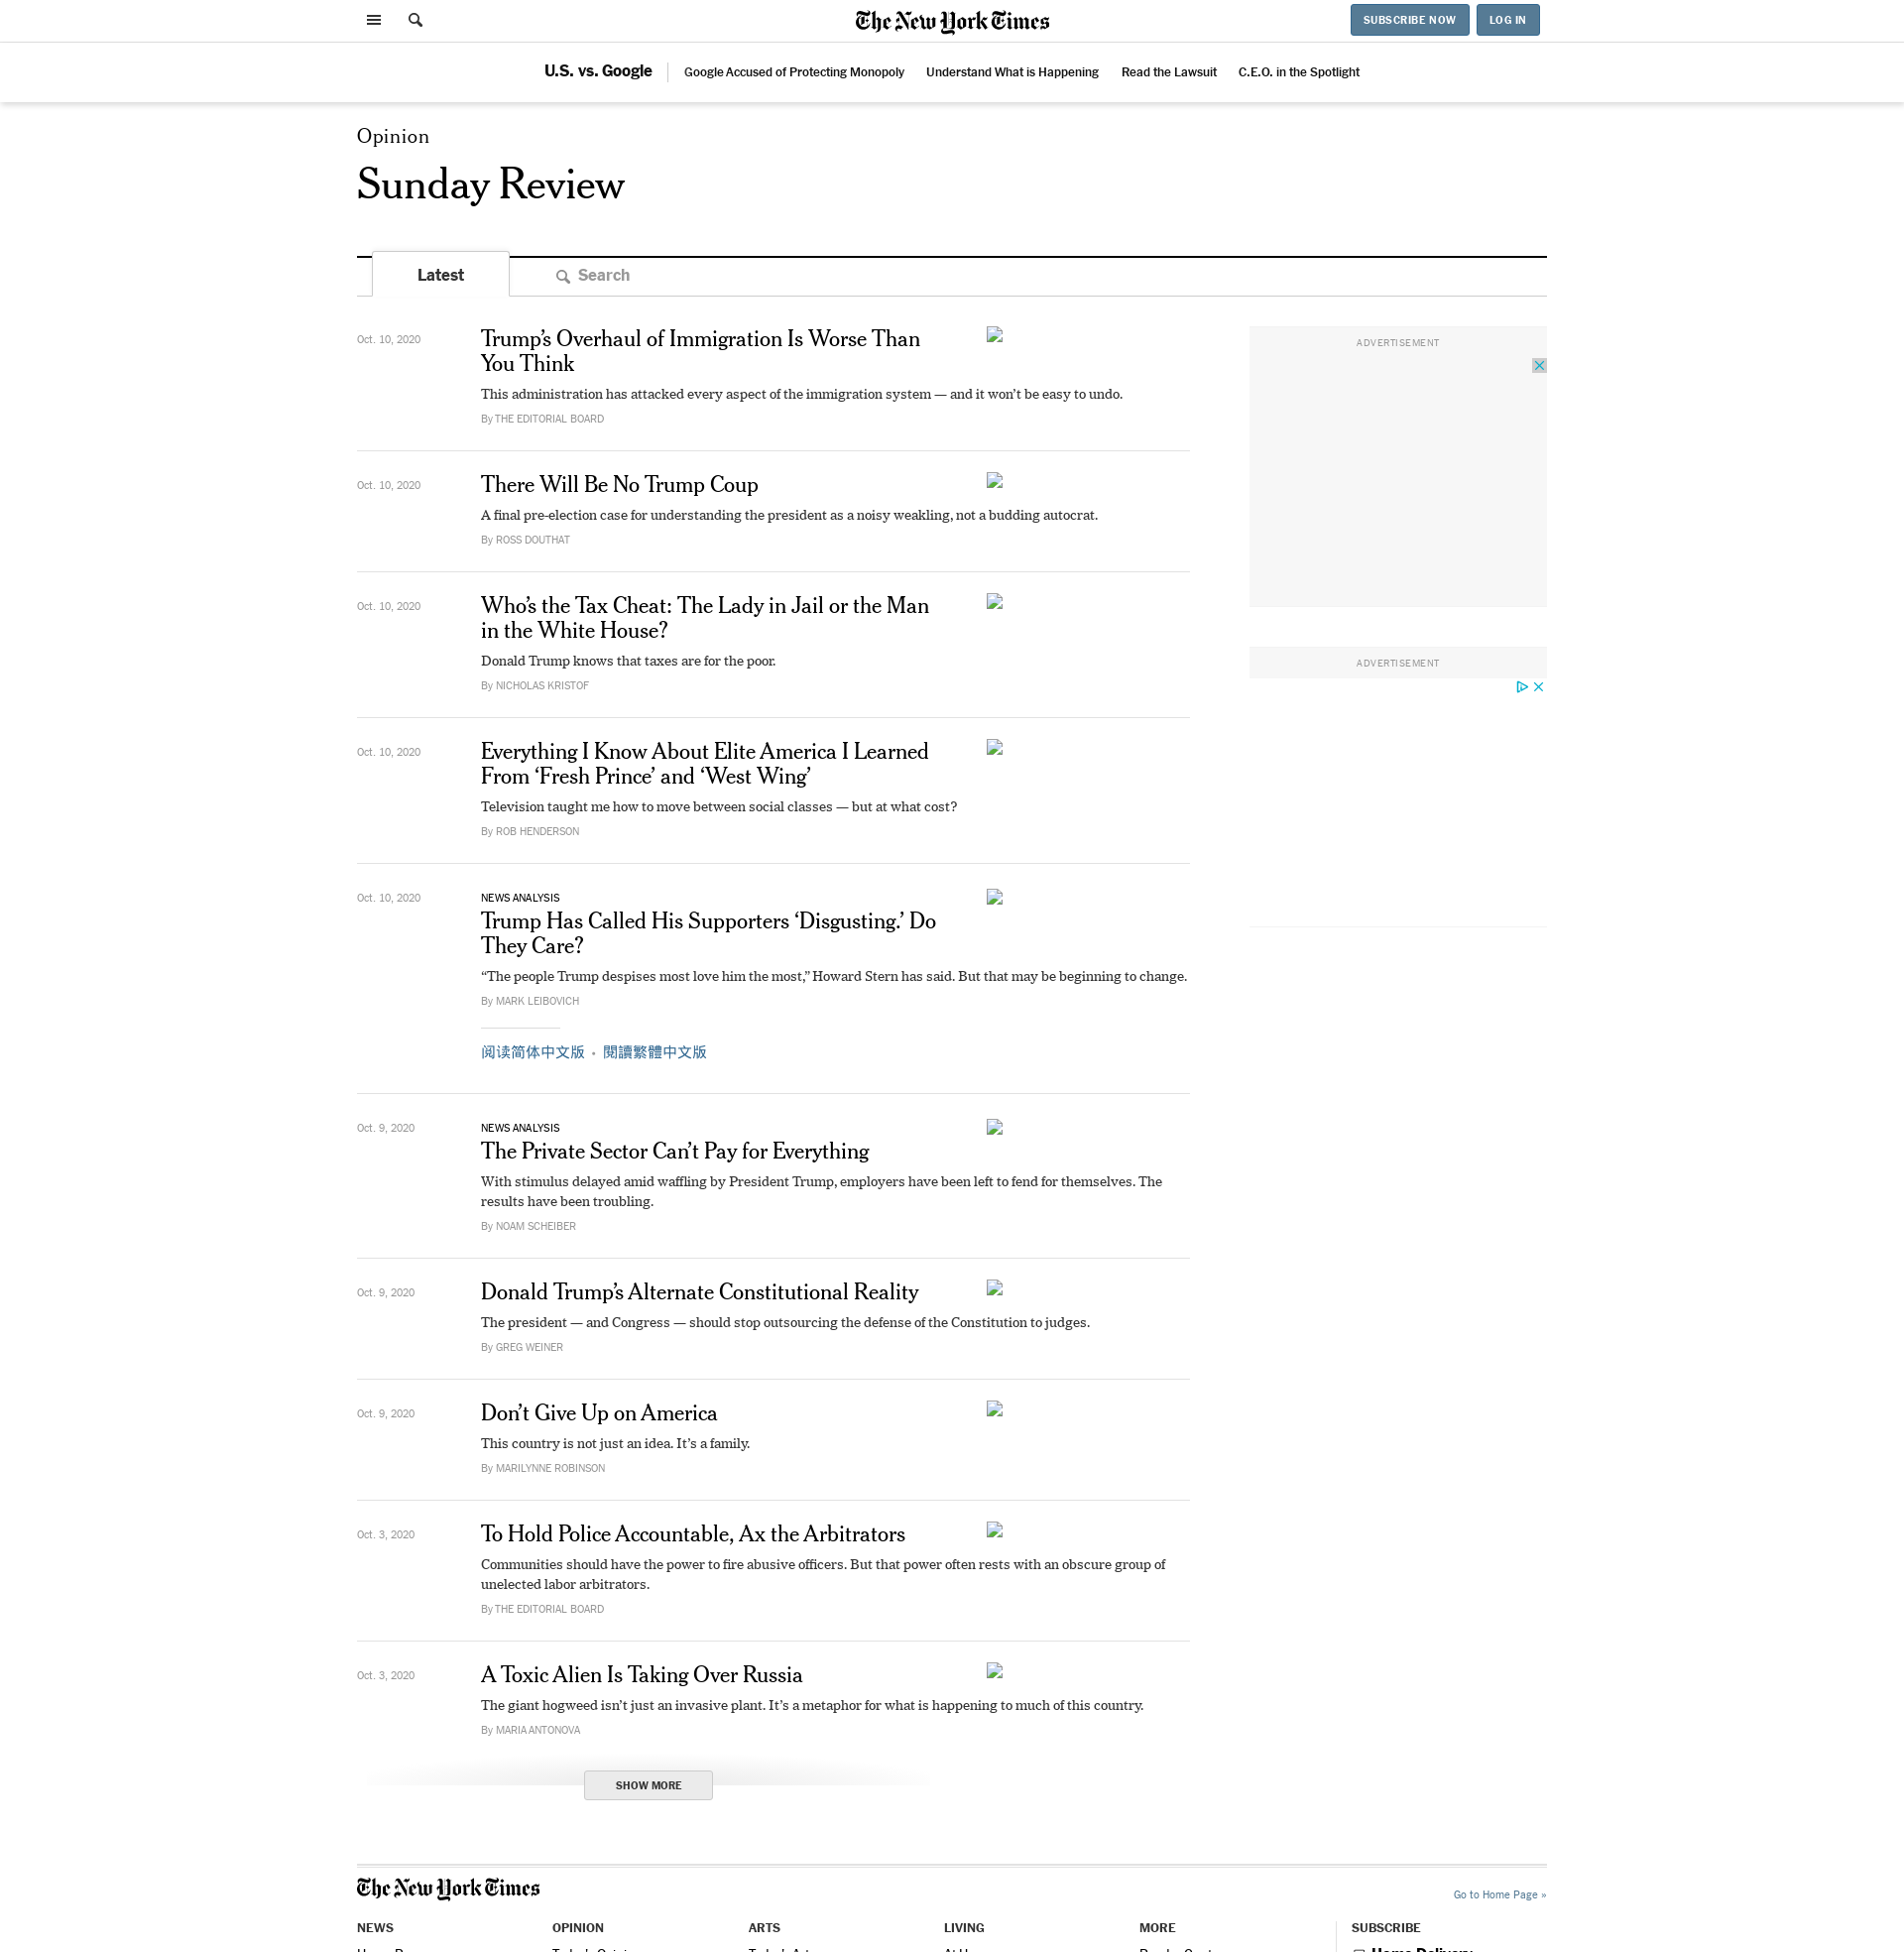 The New York Times
SUBSCRIBE NOW
LOG IN
U.S. vs. Google
Google Accused of Protecting Monopoly
Understand What is Happening
Read the Lawsuit
C.E.O. in the Spotlight
Opinion
Sunday Review
Latest
Search
Oct. 10, 2020
Trump’s Overhaul of Immigration Is Worse Than
You Think
This administration has attacked every aspect of the immigration system — and it won’t be easy to undo.
By THE EDITORIAL BOARD
Oct. 10, 2020
There Will Be No Trump Coup
A final pre-election case for understanding the president as a noisy weakling, not a budding autocrat.
By ROSS DOUTHAT
Oct. 10, 2020
Who’s the Tax Cheat: The Lady in Jail or the Man
in the White House?
Donald Trump knows that taxes are for the poor.
By NICHOLAS KRISTOF
Oct. 10, 2020
Everything I Know About Elite America I Learned
From ‘Fresh Prince’ and ‘West Wing’
Television taught me how to move between social classes — but at what cost?
By ROB HENDERSON
Oct. 10, 2020
NEWS ANALYSIS
Trump Has Called His Supporters ‘Disgusting.’ Do
They Care?
“The people Trump despises most love him the most,” Howard Stern has said. But that may be beginning to change.
By MARK LEIBOVICH
阅读简体中文版 • 閱讀繁體中文版
Oct. 9, 2020
NEWS ANALYSIS
The Private Sector Can’t Pay for Everything
With stimulus delayed amid waffling by President Trump, employers have been left to fend for themselves. The
results have been troubling.
By NOAM SCHEIBER
Oct. 9, 2020
Donald Trump’s Alternate Constitutional Reality
The president — and Congress — should stop outsourcing the defense of the Constitution to judges.
By GREG WEINER
Oct. 9, 2020
Don’t Give Up on America
This country is not just an idea. It’s a family.
By MARILYNNE ROBINSON
Oct. 3, 2020
To Hold Police Accountable, Ax the Arbitrators
Communities should have the power to fire abusive officers. But that power often rests with an obscure group of
unelected labor arbitrators.
By THE EDITORIAL BOARD
Oct. 3, 2020
A Toxic Alien Is Taking Over Russia
The giant hogweed isn’t just an invasive plant. It’s a metaphor for what is happening to much of this country.
By MARIA ANTONOVA
SHOW MORE
ADVERTISEMENT
ADVERTISEMENT
The New York Times
Go to Home Page »
NEWS
OPINION
ARTS
LIVING
MORE
SUBSCRIBE
Home Delivery